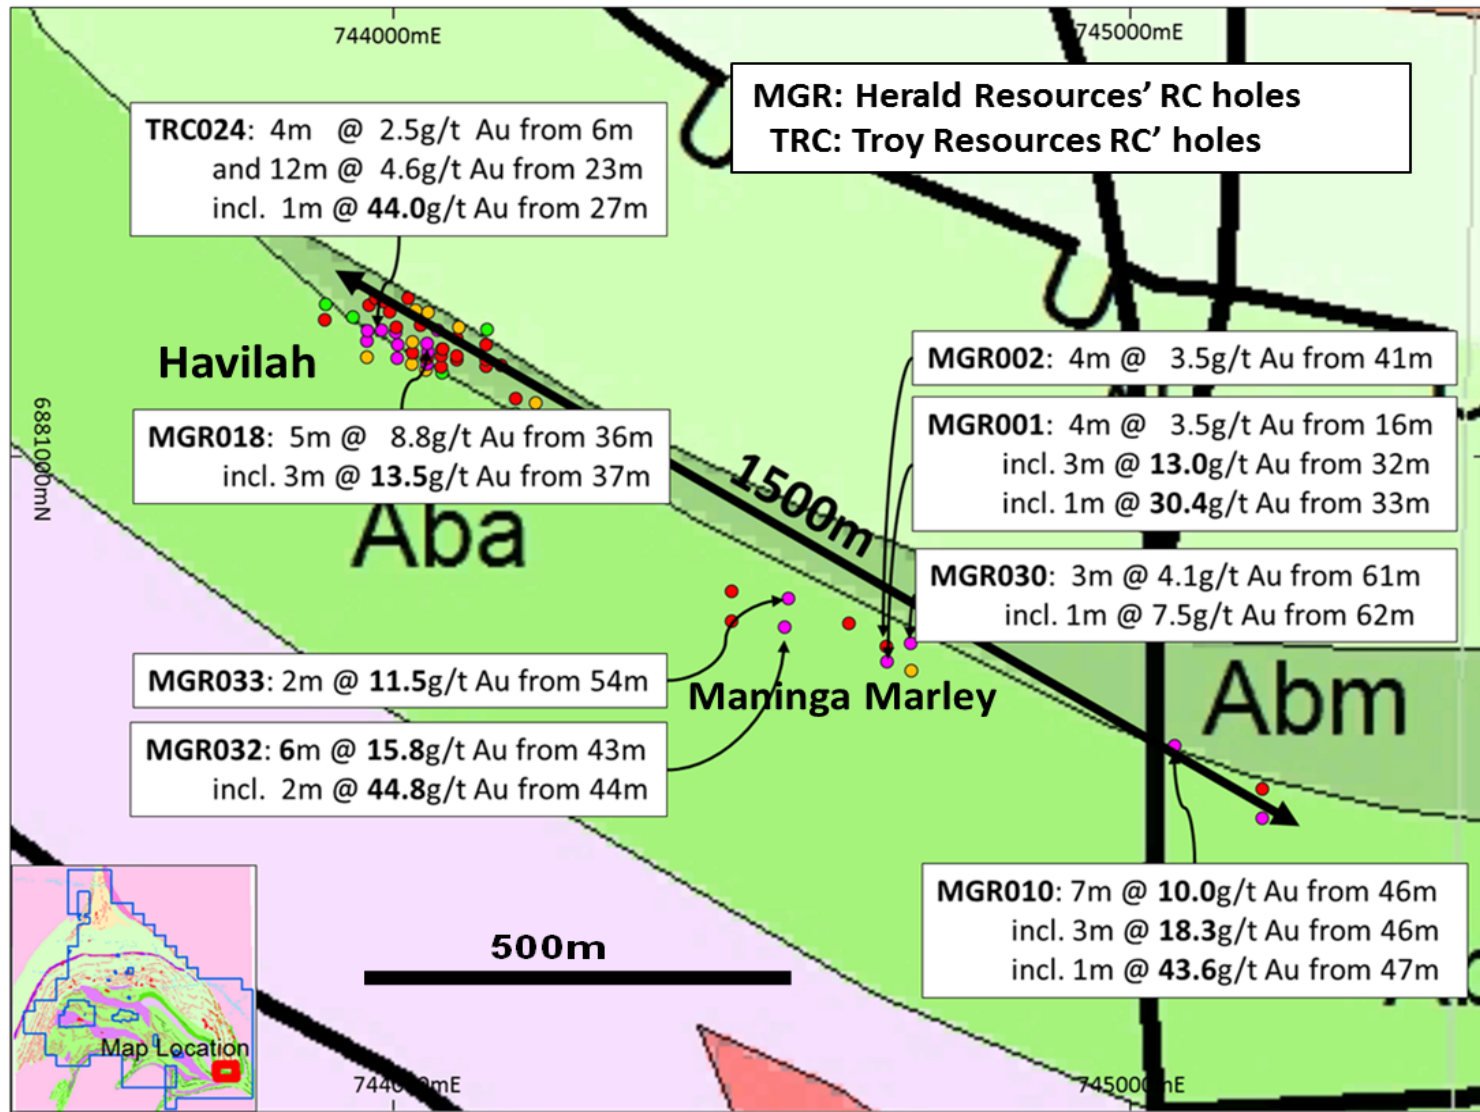 744000mE
745000mE
MGR: Herald Resources’ RC holes
TRC: Troy Resources RC’ holes
TRC024: 4m @ 2.5g/t Au from 6m
and 12m @ 4.6g/t Au from 23m
incl. 1m @ 44.0g/t Au from 27m
Havilah
MGR002: 4m @ 3.5g/t Au from 41m
MGR001: 4m @ 3.5g/t Au from 16m
incl. 3m @ 13.0g/t Au from 32m
incl. 1m @ 30.4g/t Au from 33m
6881000mN
MGR018: 5m @ 8.8g/t Au from 36m
incl. 3m @ 13.5g/t Au from 37m
1500m
Aba
MGR030: 3m @ 4.1g/t Au from 61m
incl. 1m @ 7.5g/t Au from 62m
MGR033: 2m @ 11.5g/t Au from 54m
Maninga Marley
Abm
MGR032: 6m @ 15.8g/t Au from 43m
incl. 2m @ 44.8g/t Au from 44m
MGR010: 7m @ 10.0g/t Au from 46m
incl. 3m @ 18.3g/t Au from 46m
incl. 1m @ 43.6g/t Au from 47m
500m
Map Location
744000mE
745000mE